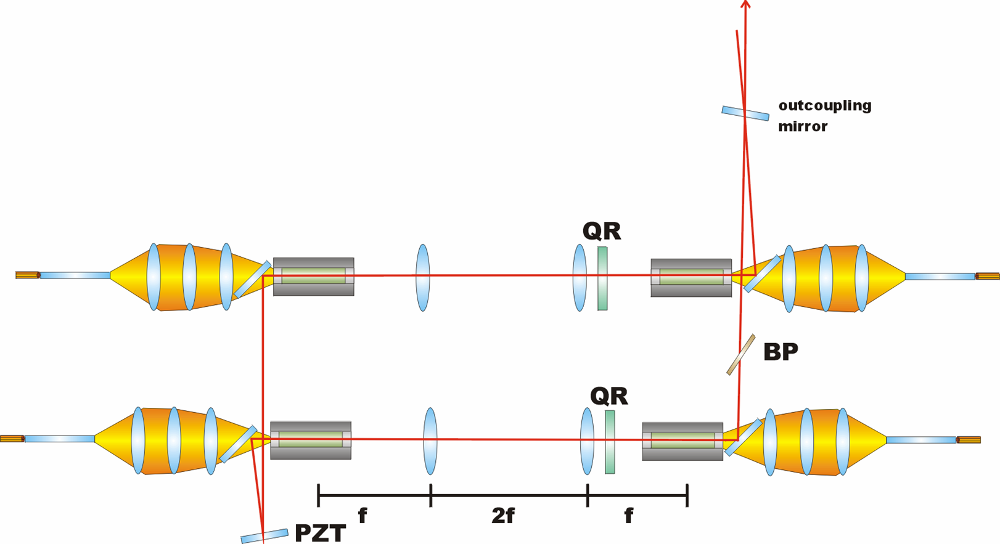 outcoupling
mirror
QR
BP
QR
f
2f
f
PZT